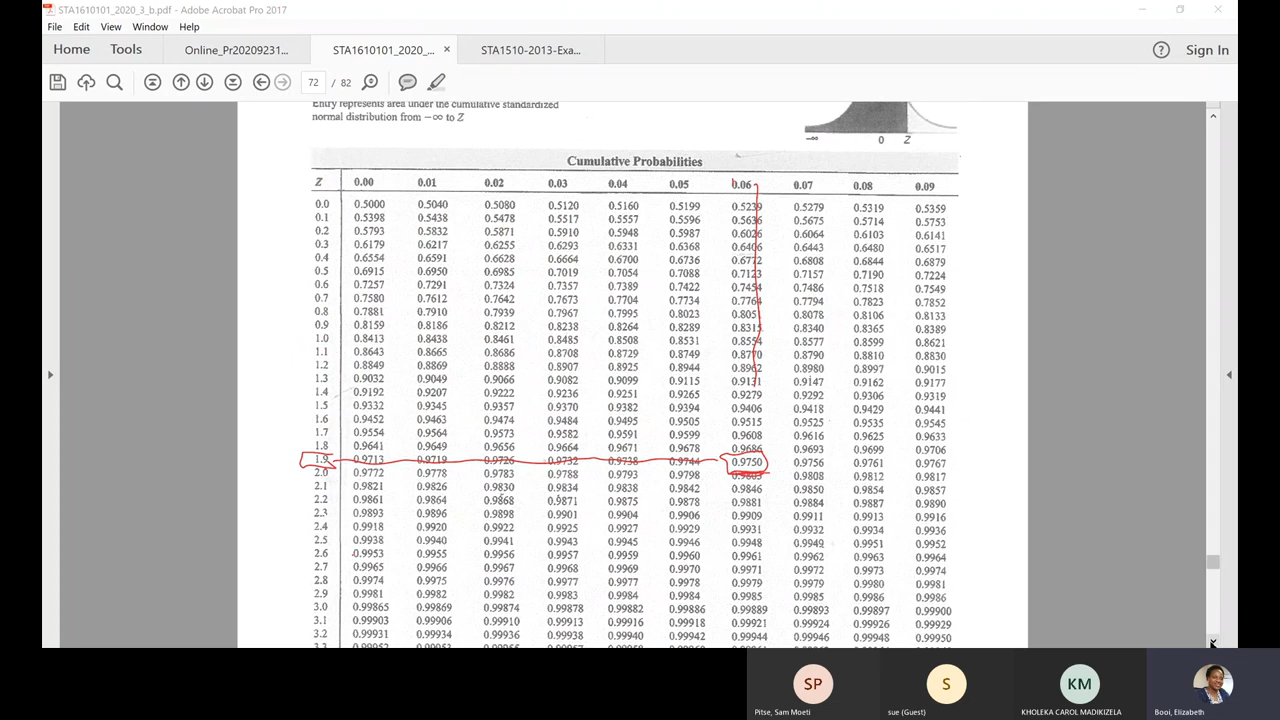 STA1610101_2020_3_b.pdf - Adobe Acrobat Pro 2017
File Edit View Window Help
Home Tools Online_Pr20209231... STA1610101_2020_... × STA1510-2013-Exa... Sign In
72 / 82
Entry represents area under the cumulative standardized
normal distribution from −∞ to Z
−∞ 0 Z
Cumulative Probabilities
Z 0.00 0.01 0.02 0.03 0.04 0.05 0.06 0.07 0.08 0.09
0.0 0.5000 0.5040 0.5080 0.5120 0.5160 0.5199 0.5239 0.5279 0.5319 0.5359
0.1 0.5398 0.5438 0.5478 0.5517 0.5557 0.5596 0.5636 0.5675 0.5714 0.5753
0.2 0.5793 0.5832 0.5871 0.5910 0.5948 0.5987 0.6026 0.6064 0.6103 0.6141
0.3 0.6179 0.6217 0.6255 0.6293 0.6331 0.6368 0.6406 0.6443 0.6480 0.6517
0.4 0.6554 0.6591 0.6628 0.6664 0.6700 0.6736 0.6772 0.6808 0.6844 0.6879
0.5 0.6915 0.6950 0.6985 0.7019 0.7054 0.7088 0.7123 0.7157 0.7190 0.7224
0.6 0.7257 0.7291 0.7324 0.7357 0.7389 0.7422 0.7454 0.7486 0.7518 0.7549
0.7 0.7580 0.7612 0.7642 0.7673 0.7704 0.7734 0.7764 0.7794 0.7823 0.7852
0.8 0.7881 0.7910 0.7939 0.7967 0.7995 0.8023 0.8051 0.8078 0.8106 0.8133
0.9 0.8159 0.8186 0.8212 0.8238 0.8264 0.8289 0.8315 0.8340 0.8365 0.8389
1.0 0.8413 0.8438 0.8461 0.8485 0.8508 0.8531 0.8554 0.8577 0.8599 0.8621
1.1 0.8643 0.8665 0.8686 0.8708 0.8729 0.8749 0.8770 0.8790 0.8810 0.8830
1.2 0.8849 0.8869 0.8888 0.8907 0.8925 0.8944 0.8962 0.8980 0.8997 0.9015
1.3 0.9032 0.9049 0.9066 0.9082 0.9099 0.9115 0.9131 0.9147 0.9162 0.9177
1.4 0.9192 0.9207 0.9222 0.9236 0.9251 0.9265 0.9279 0.9292 0.9306 0.9319
1.5 0.9332 0.9345 0.9357 0.9370 0.9382 0.9394 0.9406 0.9418 0.9429 0.9441
1.6 0.9452 0.9463 0.9474 0.9484 0.9495 0.9505 0.9515 0.9525 0.9535 0.9545
1.7 0.9554 0.9564 0.9573 0.9582 0.9591 0.9599 0.9608 0.9616 0.9625 0.9633
1.8 0.9641 0.9649 0.9656 0.9664 0.9671 0.9678 0.9686 0.9693 0.9699 0.9706
1.9 0.9713 0.9719 0.9726 0.9732 0.9738 0.9744 0.9750 0.9756 0.9761 0.9767
2.0 0.9772 0.9778 0.9783 0.9788 0.9793 0.9798 0.9803 0.9808 0.9812 0.9817
2.1 0.9821 0.9826 0.9830 0.9834 0.9838 0.9842 0.9846 0.9850 0.9854 0.9857
2.2 0.9861 0.9864 0.9868 0.9871 0.9875 0.9878 0.9881 0.9884 0.9887 0.9890
2.3 0.9893 0.9896 0.9898 0.9901 0.9904 0.9906 0.9909 0.9911 0.9913 0.9916
2.4 0.9918 0.9920 0.9922 0.9925 0.9927 0.9929 0.9931 0.9932 0.9934 0.9936
2.5 0.9938 0.9940 0.9941 0.9943 0.9945 0.9946 0.9948 0.9949 0.9951 0.9952
2.6 0.9953 0.9955 0.9956 0.9957 0.9959 0.9960 0.9961 0.9962 0.9963 0.9964
2.7 0.9965 0.9966 0.9967 0.9968 0.9969 0.9970 0.9971 0.9972 0.9973 0.9974
2.8 0.9974 0.9975 0.9976 0.9977 0.9977 0.9978 0.9979 0.9979 0.9980 0.9981
2.9 0.9981 0.9982 0.9982 0.9983 0.9984 0.9984 0.9985 0.9985 0.9986 0.9986
3.0 0.99865 0.99869 0.99874 0.99878 0.99882 0.99886 0.99889 0.99893 0.99897 0.99900
3.1 0.99903 0.99906 0.99910 0.99913 0.99916 0.99918 0.99921 0.99924 0.99926 0.99929
3.2 0.99931 0.99934 0.99936 0.99938 0.99940 0.99942 0.99944 0.99946 0.99948 0.99950
SP S KM
Pitse, Sam Moeti sue (Guest) KHOLEKA CAROL MADIKIZELA Booi, Elizabeth